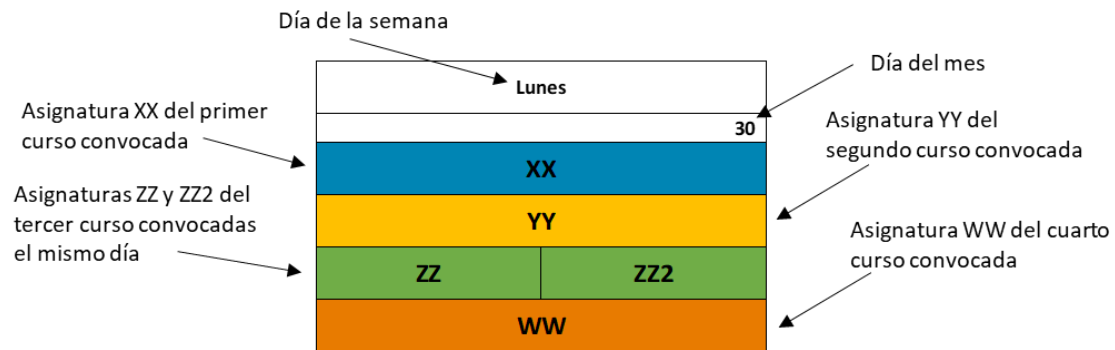 Día de la semana
Lunes
Día del mes
30
Asignatura XX del primer
curso convocada
XX
Asignatura YY del
segundo curso convocada
YY
Asignaturas ZZ y ZZ2 del
tercer curso convocadas
el mismo día
ZZ
ZZ2
Asignatura WW del cuarto
curso convocada
WW